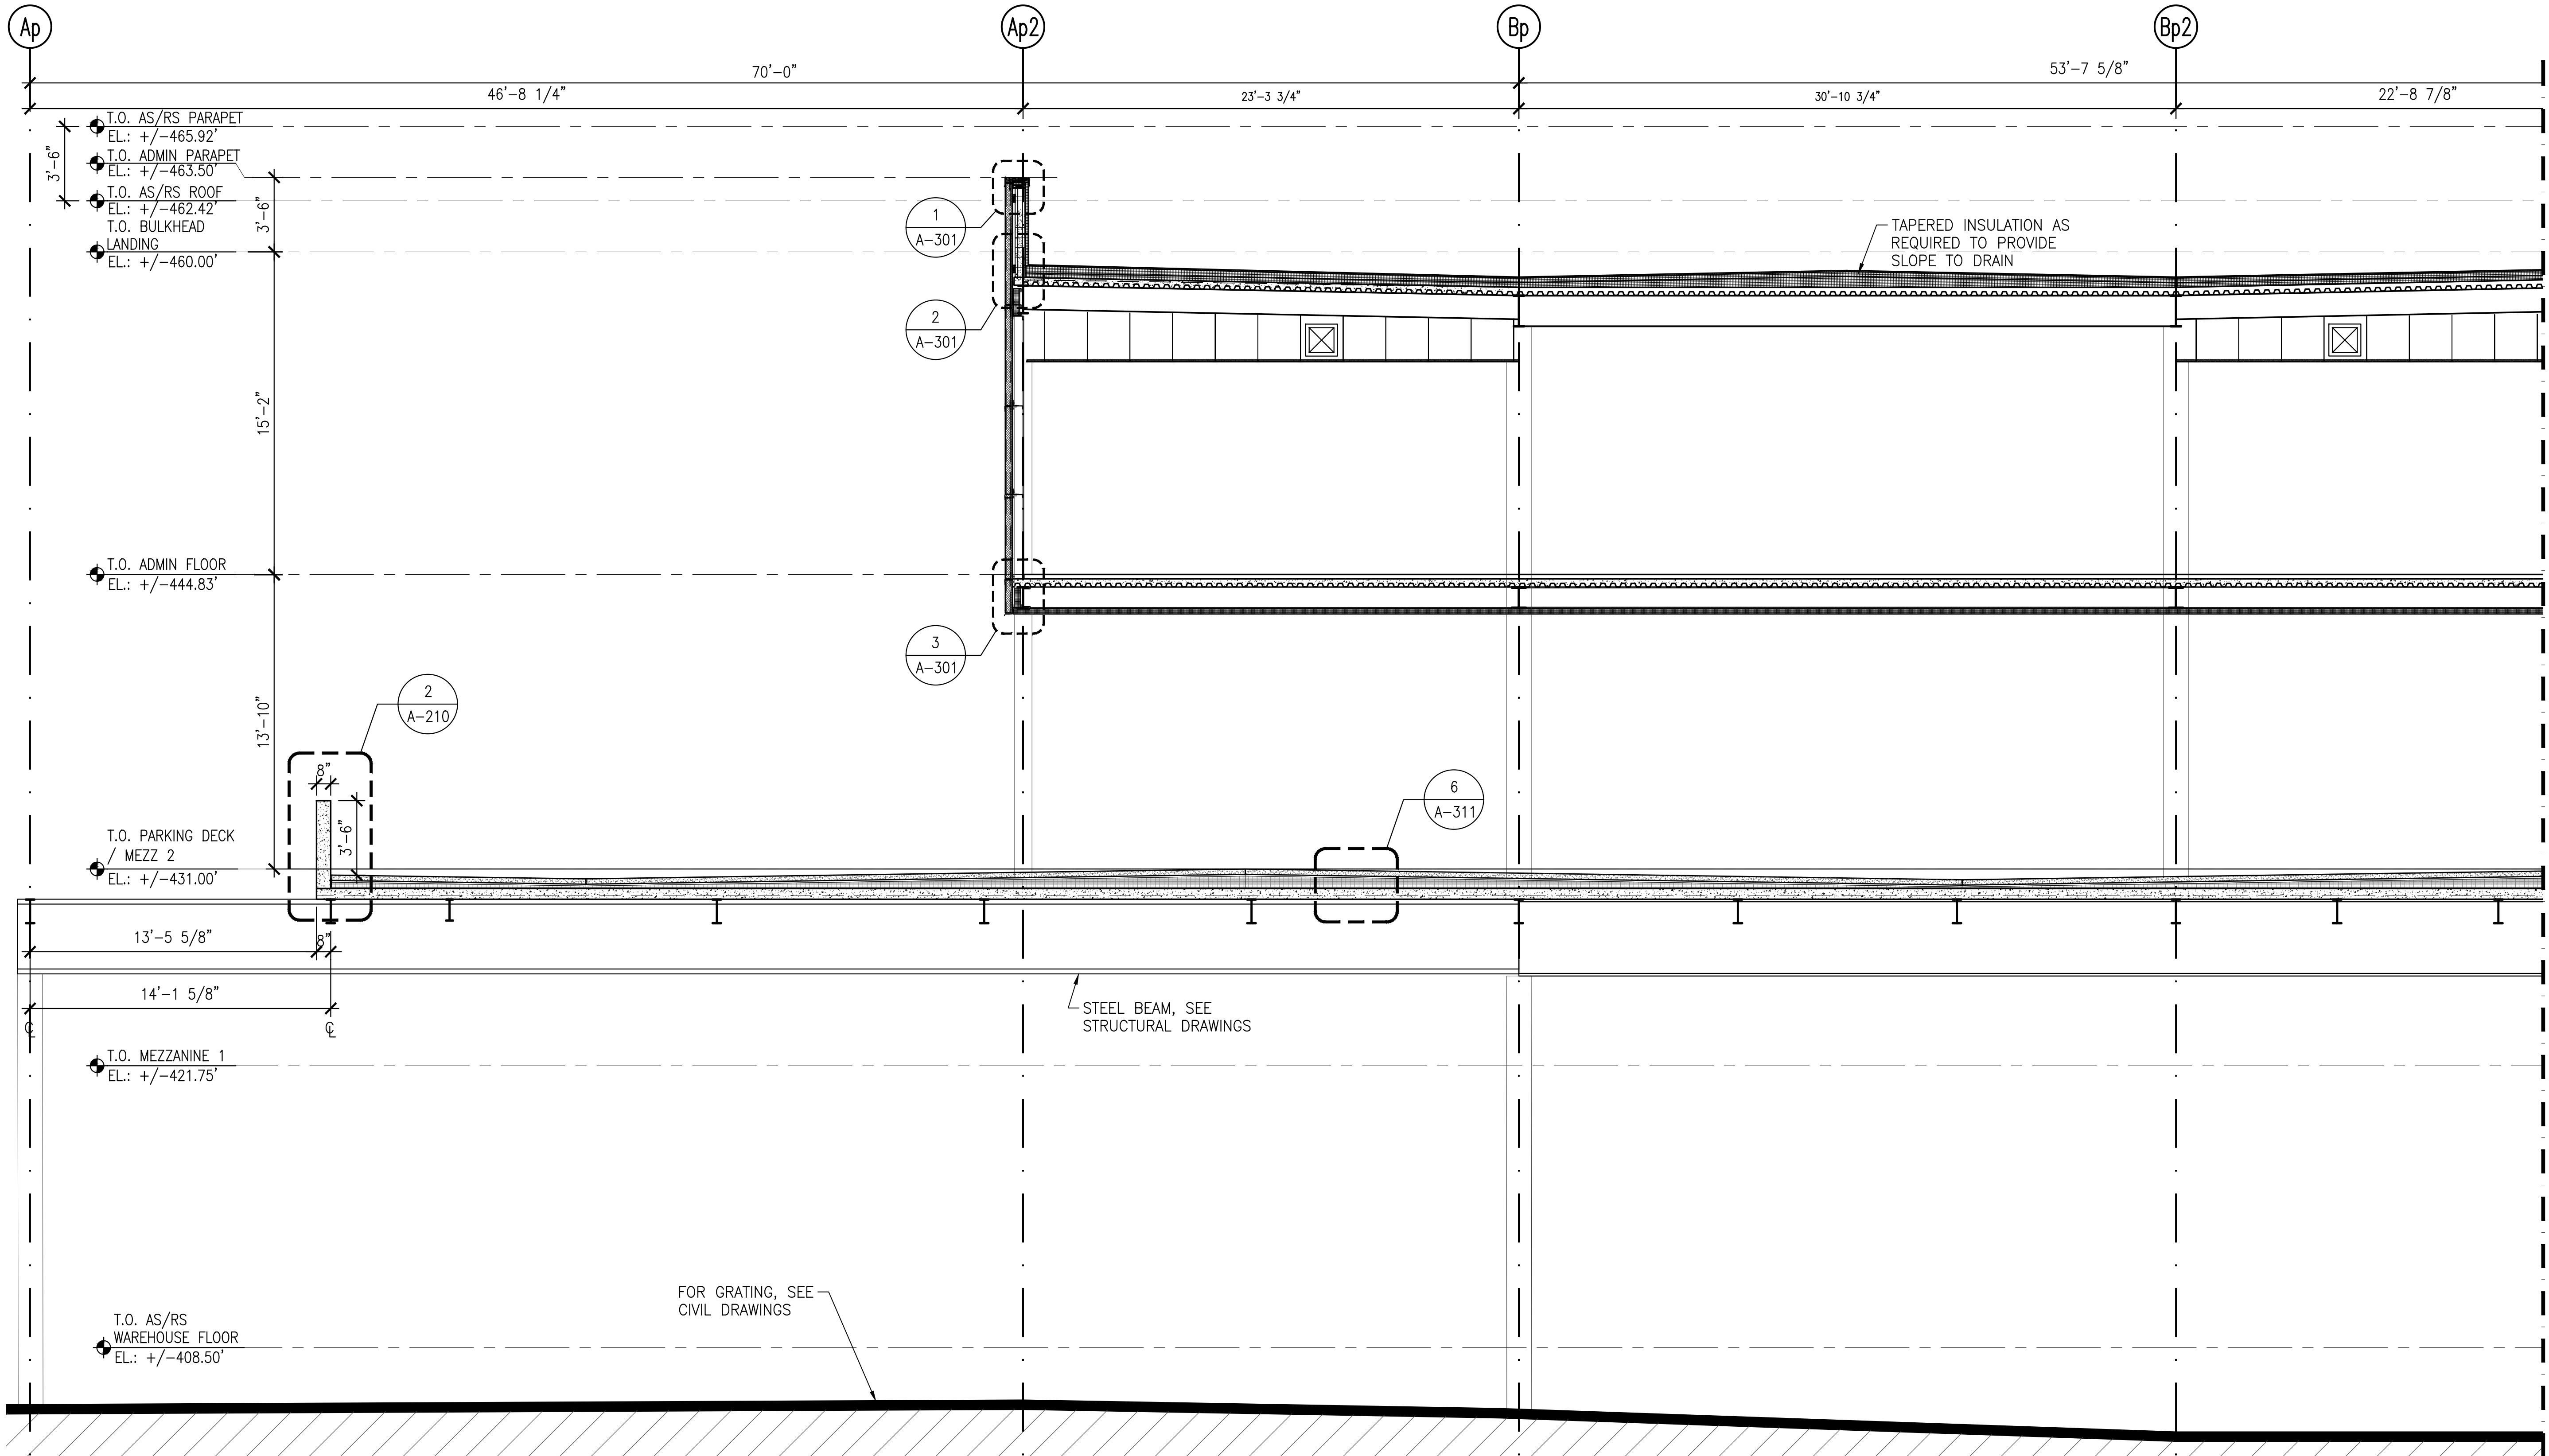 Ap
Ap2
Bp
Bp2
70'-0"
53'-7 5/8"
46'-8 1/4"
23'-3 3/4"
30'-10 3/4"
22'-8 7/8"
T.O. AS/RS PARAPET
EL.: +/-465.92'
T.O. ADMIN PARAPET
EL.: +/-463.50'
3'-6"
T.O. AS/RS ROOF
EL.: +/-462.42'
3'-6"
T.O. BULKHEAD
LANDING
EL.: +/-460.00'
1
A-301
TAPERED INSULATION AS
REQUIRED TO PROVIDE
SLOPE TO DRAIN
2
A-301
15'-2"
T.O. ADMIN FLOOR
EL.: +/-444.83'
3
A-301
2
A-210
13'-10"
8"
6
A-311
3'-6"
T.O. PARKING DECK
/ MEZZ 2
EL.: +/-431.00'
13'-5 5/8"
8"
14'-1 5/8"
STEEL BEAM, SEE
STRUCTURAL DRAWINGS
℄
℄
T.O. MEZZANINE 1
EL.: +/-421.75'
FOR GRATING, SEE
CIVIL DRAWINGS
T.O. AS/RS
WAREHOUSE FLOOR
EL.: +/-408.50'